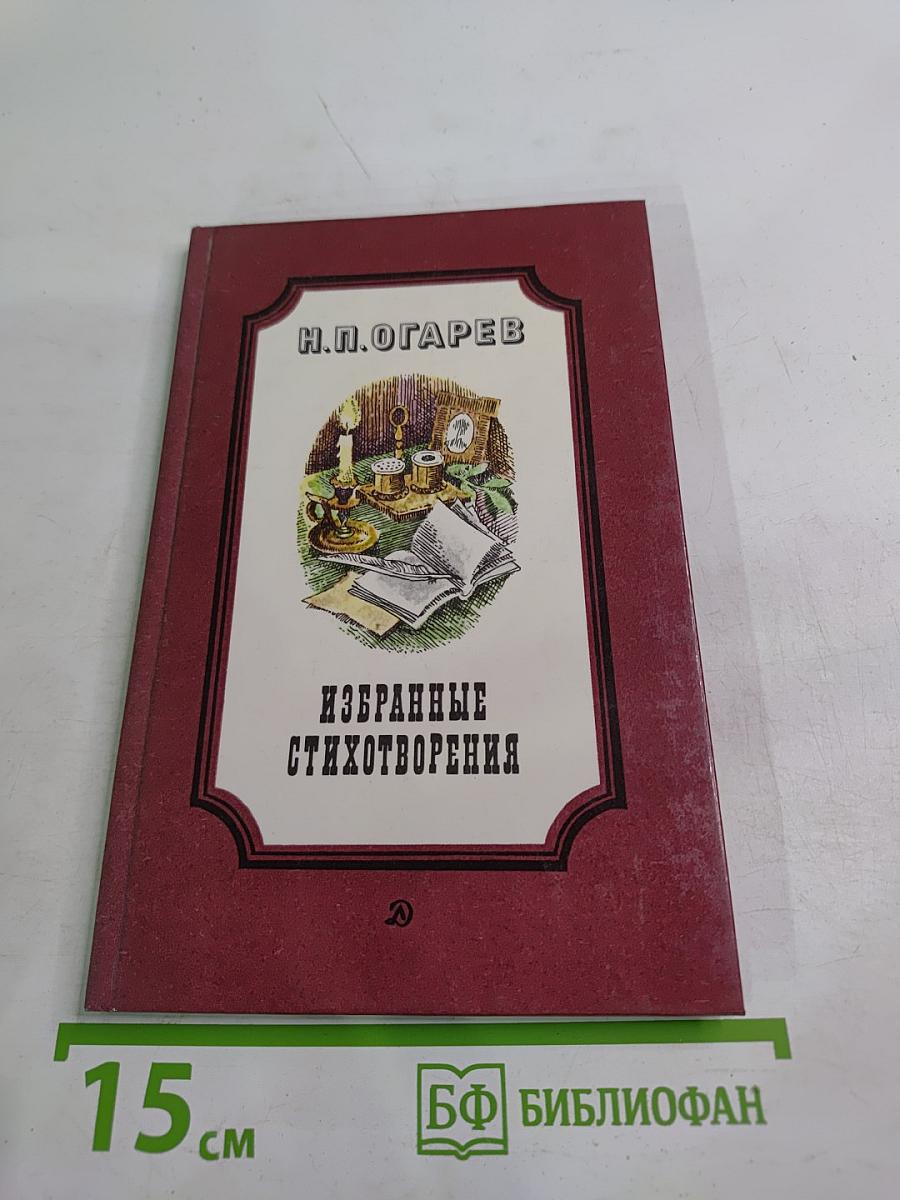 Н.П.ОГАРЕВ
ИЗБРАННЫЕ
СТИХОТВОРЕНИЯ
15 см
БФ БИБЛИОФАН